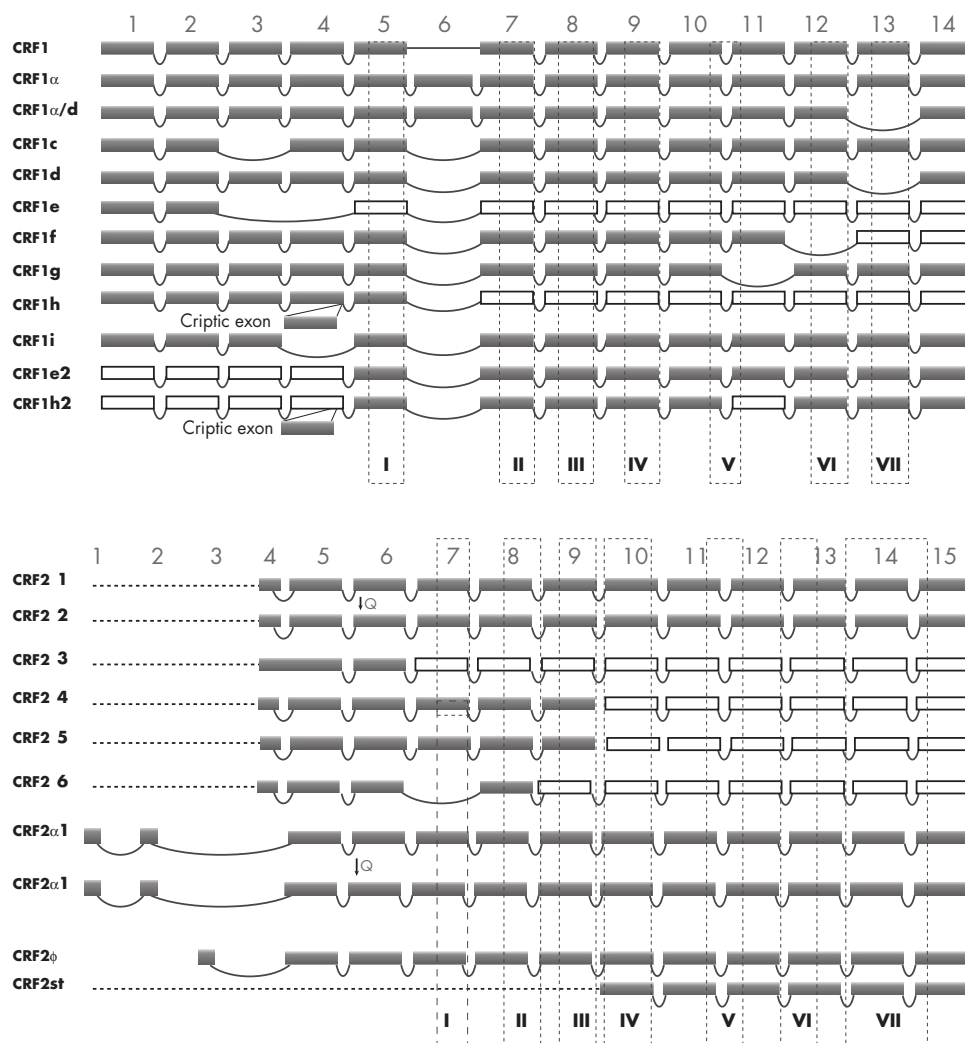 1 2 3 4 5 6 7 8 9 10 11 12 13 14
CRF1
CRF1α
CRF1α/d
CRF1c
CRF1d
CRF1e
CRF1f
CRF1g
CRF1h
Criptic exon
CRF1i
CRF1e2
CRF1h2
Criptic exon
I II III IV V VI VII
1 2 3 4 5 6 7 8 9 10 11 12 13 14 15
CRF2 1
Q
CRF2 2
CRF2 3
CRF2 4
CRF2 5
CRF2 6
CRF2α1
Q
CRF2α1
CRF2ϕ
CRF2st
I II III IV V VI VII